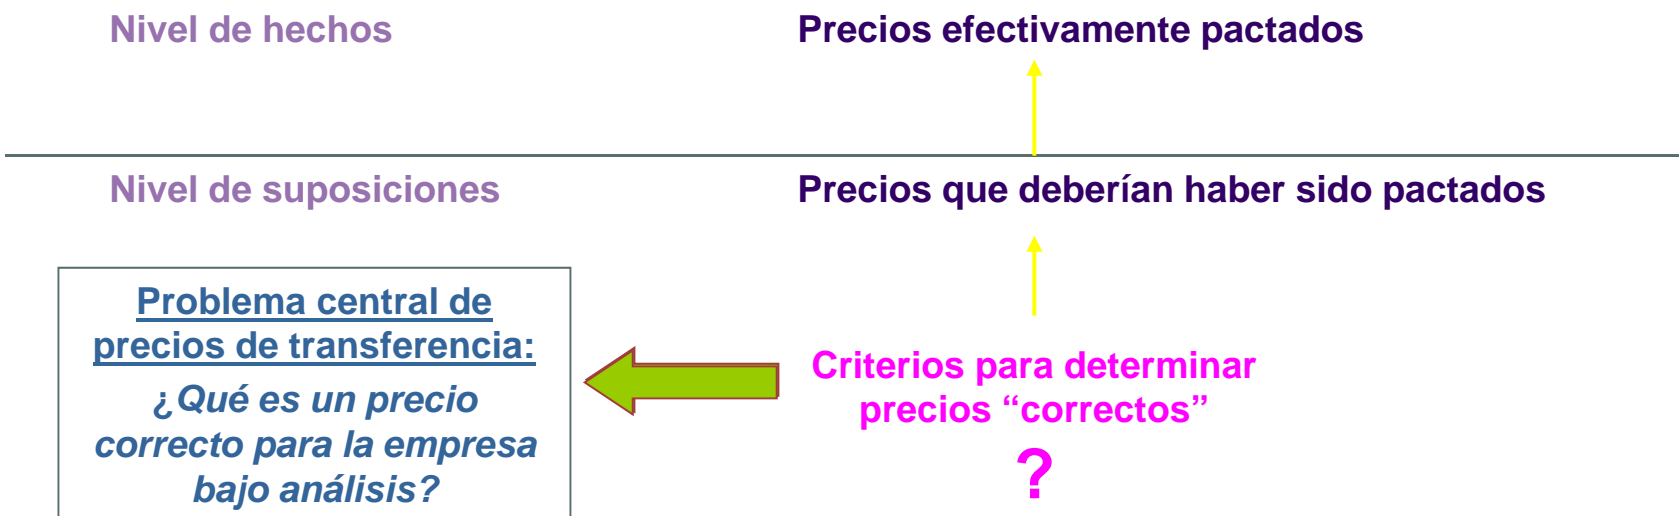 Nivel de hechos
Precios efectivamente pactados
Nivel de suposiciones
Precios que deberían haber sido pactados
Problema central de
precios de transferencia:
¿Qué es un precio
correcto para la empresa
bajo análisis?
Criterios para determinar
precios “correctos”
?